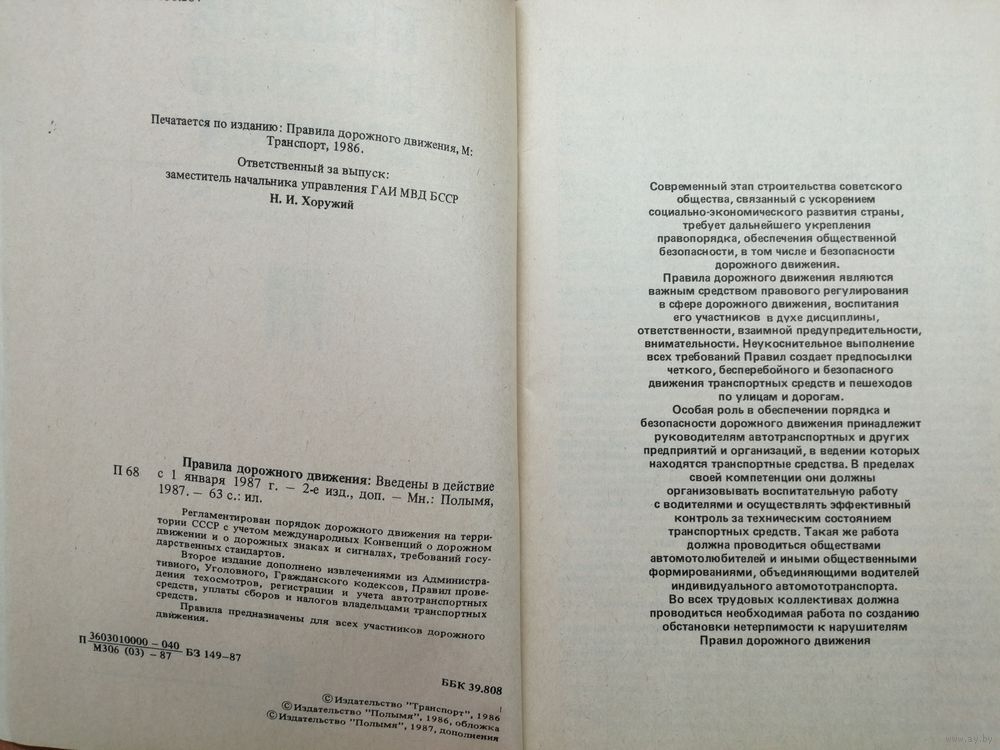 Печатается по изданию: Правила дорожного движения, М:
Транспорт, 1986.
Ответственный за выпуск:
заместитель начальника управления ГАИ МВД БССР
Н. И. Хоружий
Правила дорожного движения: Введены в действие
П 68 с 1 января 1987 г. — 2-е изд., доп. — Мн.: Полымя,
1987. — 63 с.: ил.
Регламентирован порядок дорожного движения на терри-
тории СССР с учетом международных Конвенций о дорожном
движении и о дорожных знаках и сигналах, требований госу-
дарственных стандартов.
Второе издание дополнено извлечениями из Администра-
тивного, Уголовного, Гражданского кодексов, Правил прове-
дения техосмотров, регистрации и учета автотранспортных
средств, уплаты сборов и налогов владельцами транспортных
средств.
Правила предназначены для всех участников дорожного
движения.
П 3603010000 — 040
М306 (03) — 87
БЗ 149—87
ББК 39.808
© Издательство "Транспорт", 1986
© Издательство "Полымя", 1986, обложка
© Издательство "Полымя", 1987, дополнения
Современный этап строительства советского
общества, связанный с ускорением
социально-экономического развития страны,
требует дальнейшего укрепления
правопорядка, обеспечения общественной
безопасности, в том числе и безопасности
дорожного движения.
Правила дорожного движения являются
важным средством правового регулирования
в сфере дорожного движения, воспитания
его участников в духе дисциплины,
ответственности, взаимной предупредительности,
внимательности. Неукоснительное выполнение
всех требований Правил создает предпосылки
четкого, бесперебойного и безопасного
движения транспортных средств и пешеходов
по улицам и дорогам.
Особая роль в обеспечении порядка и
безопасности дорожного движения принадлежит
руководителям автотранспортных и других
предприятий и организаций, в ведении которых
находятся транспортные средства. В пределах
своей компетенции они должны
организовывать воспитательную работу
с водителями и осуществлять эффективный
контроль за техническим состоянием
транспортных средств. Такая же работа
должна проводиться обществами
автомотолюбителей и иными общественными
формированиями, объединяющими водителей
индивидуального автомототранспорта.
Во всех трудовых коллективах должна
проводиться необходимая работа по созданию
обстановки нетерпимости к нарушителям
Правил дорожного движения
www.ay.by